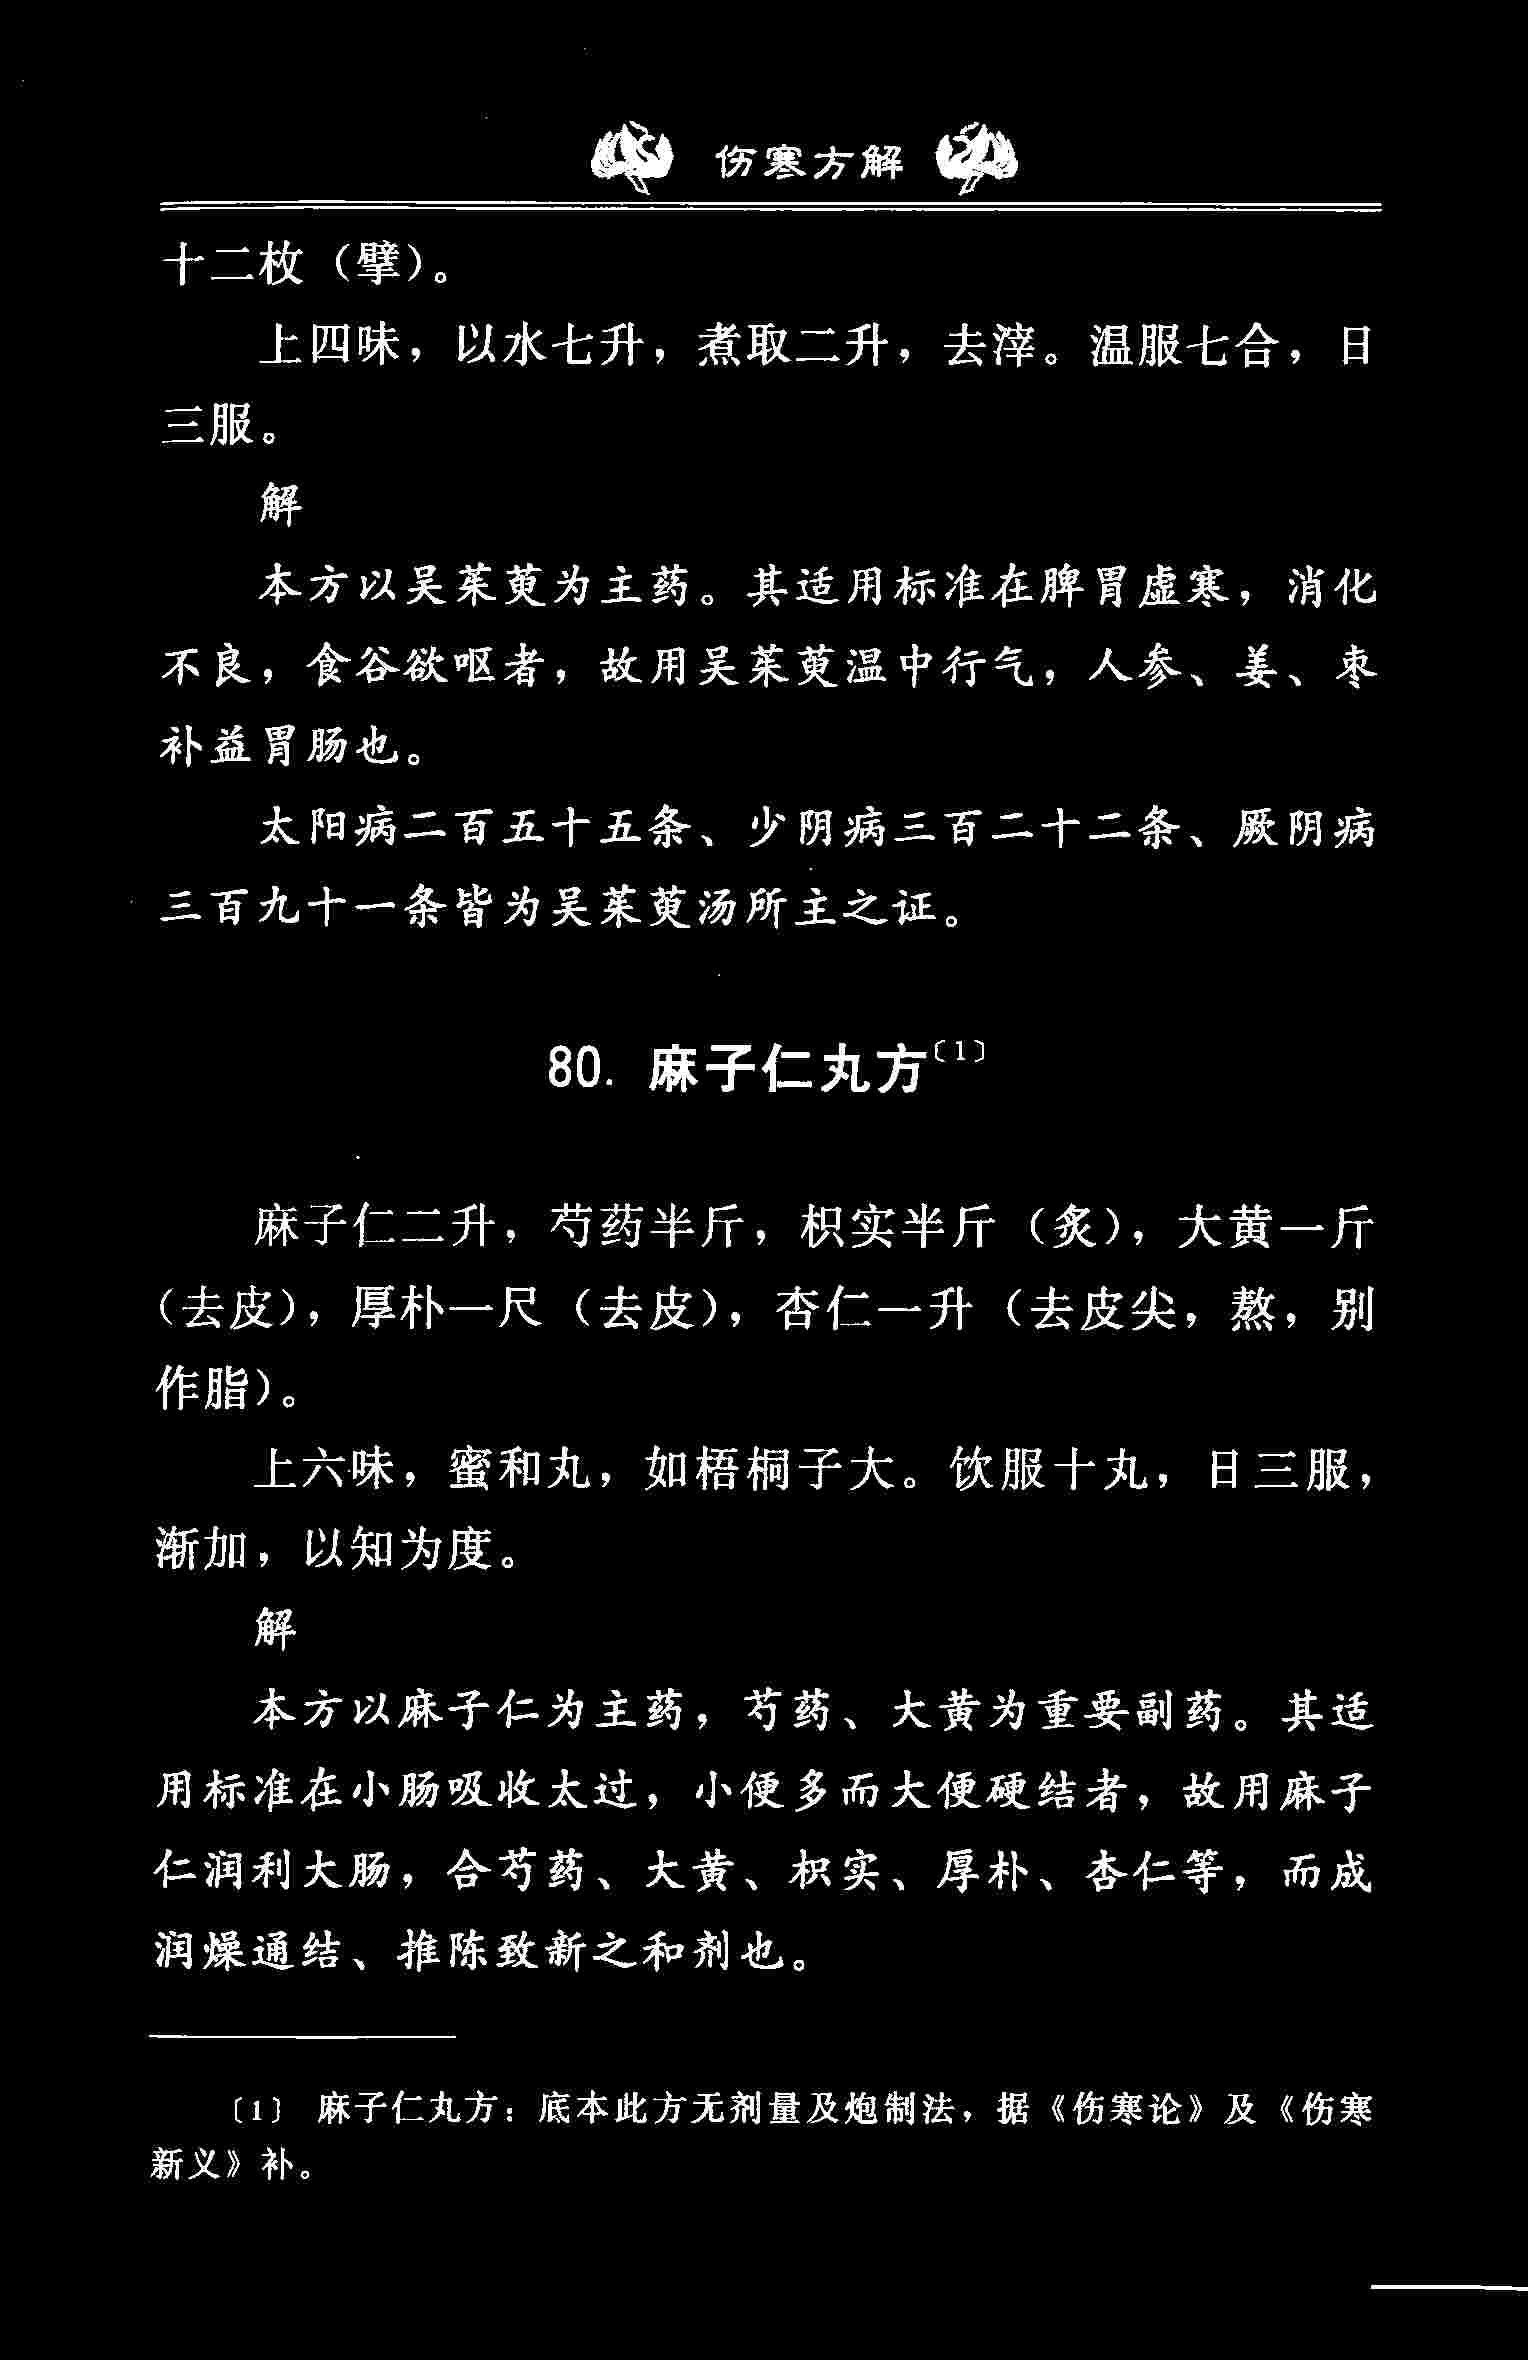 伤寒方解
十二枚（擘）。
上四味，以水七升，煮取二升，去滓。温服七合，日
三服。
解
本方以吴茱萸为主药。其适用标准在脾胃虚寒，消化
不良，食谷欲呕者，故用吴茱萸温中行气，人参、姜、枣
补益胃肠也。
太阳病二百五十五条、少阴病三百二十二条、厥阴病
三百九十一条皆为吴茱萸汤所主之证。
80. 麻子仁丸方〔1〕
麻子仁二升，芍药半斤，枳实半斤（炙），大黄一斤
（去皮），厚朴一尺（去皮），杏仁一升（去皮尖，熬，别
作脂）。
上六味，蜜和丸，如梧桐子大。饮服十丸，日三服，
渐加，以知为度。
解
本方以麻子仁为主药，芍药、大黄为重要副药。其适
用标准在小肠吸收太过，小便多而大便硬结者，故用麻子
仁润利大肠，合芍药、大黄、枳实、厚朴、杏仁等，而成
润燥通结、推陈致新之和剂也。
〔1〕 麻子仁丸方：底本此方无剂量及炮制法，据《伤寒论》及《伤寒
新义》补。